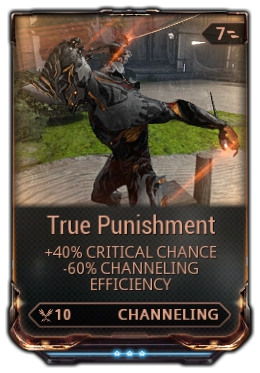 7
True Punishment
+40% CRITICAL CHANCE
-60% CHANNELING
EFFICIENCY
10 CHANNELING